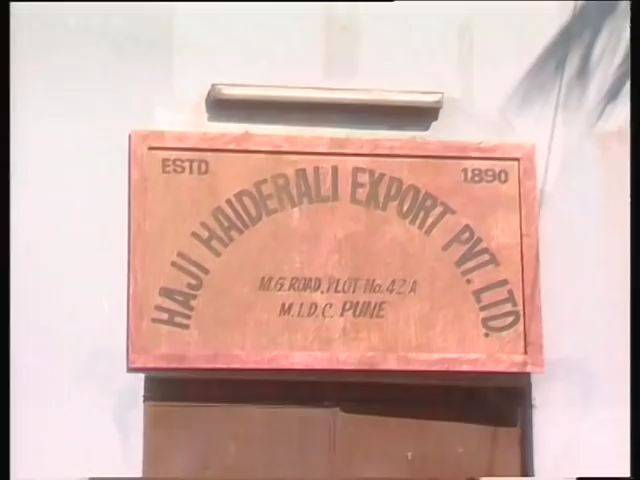 ESTD 1890
HAJI HAIDERALI EXPORT PVT. LTD.
M.G.ROAD, PLOT No.42 A
M.I.D.C. PUNE